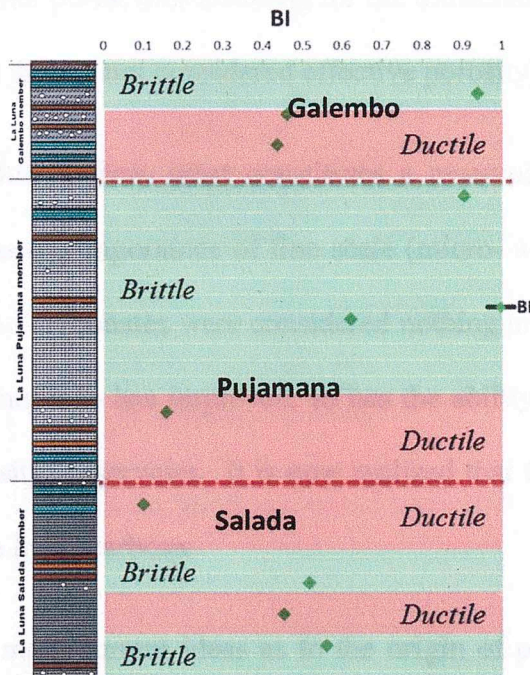 BI
0 0.1 0.2 0.3 0.4 0.5 0.6 0.7 0.8 0.9 1
La Luna
Galembo member
Brittle
Galembo
Ductile
La Luna Pujamana member
Brittle
BI
Pujamana
Ductile
La Luna Salada member
Salada
Ductile
Brittle
Ductile
Brittle